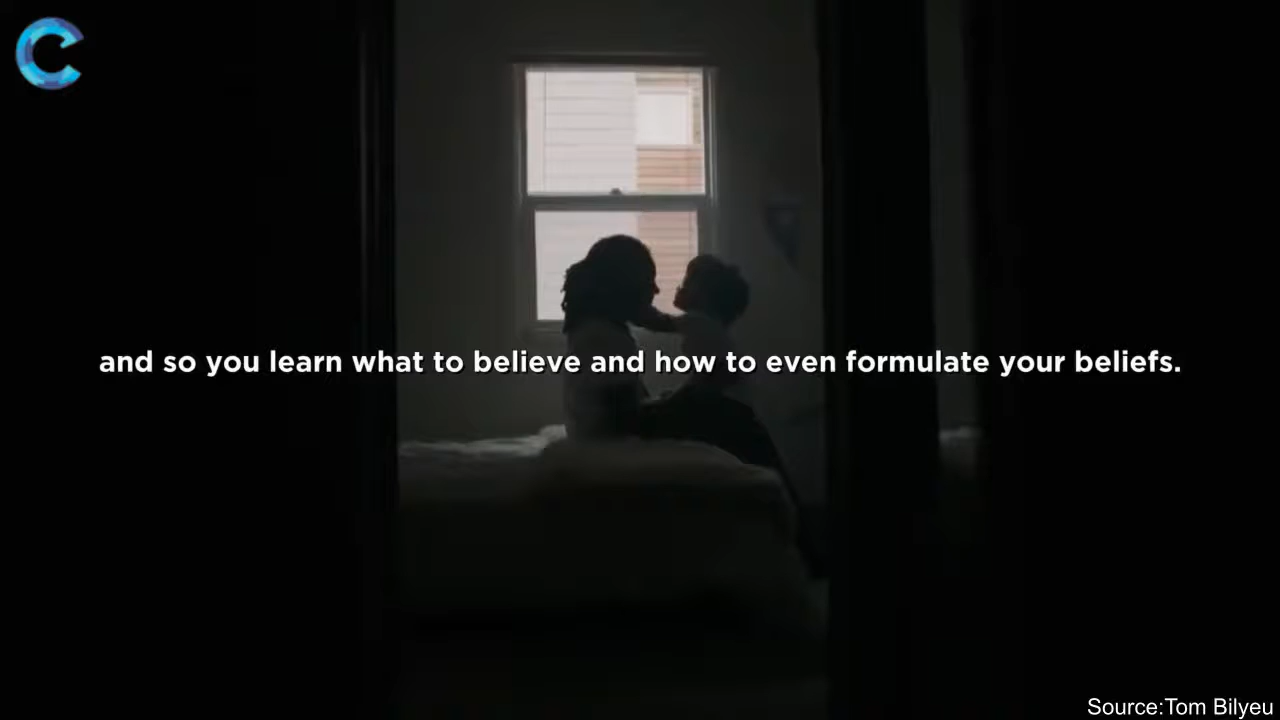 C
and so you learn what to believe and how to even formulate your beliefs.
Source:Tom Bilyeu